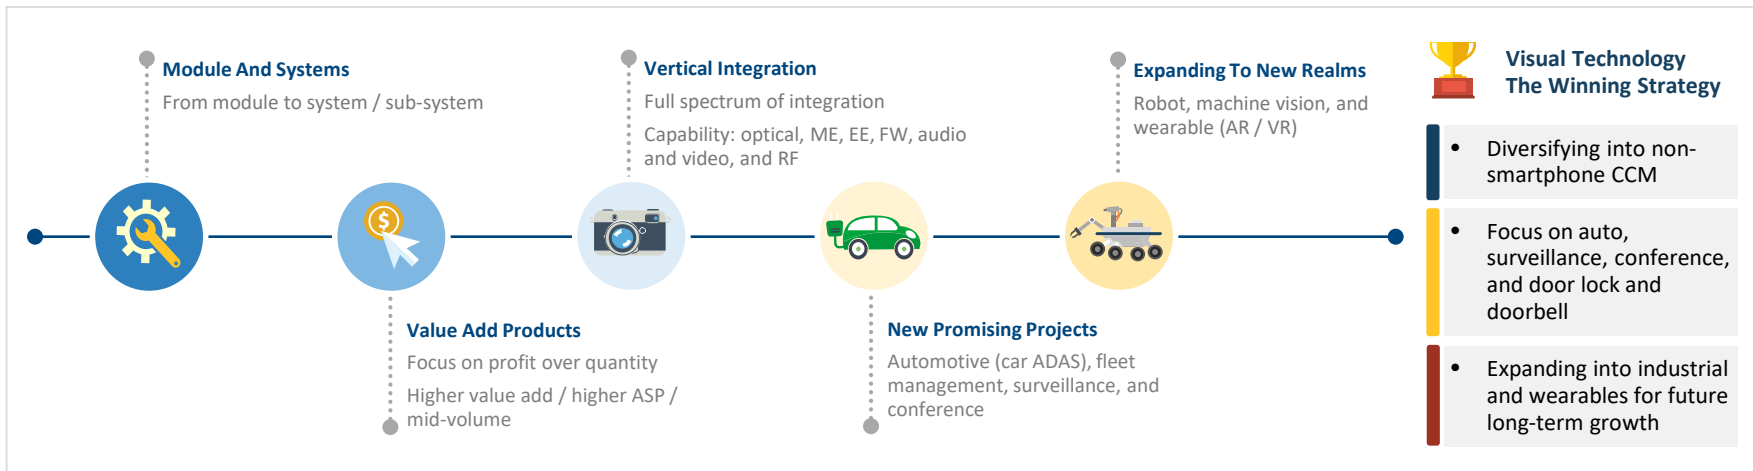 Module And Systems
From module to system / sub-system
$
Value Add Products
Focus on profit over quantity
Higher value add / higher ASP /
mid-volume
Vertical Integration
Full spectrum of integration
Capability: optical, ME, EE, FW, audio
and video, and RF
New Promising Projects
Automotive (car ADAS), fleet
management, surveillance, and
conference
Expanding To New Realms
Robot, machine vision, and
wearable (AR / VR)
Visual Technology
The Winning Strategy
• Diversifying into non-
smartphone CCM
• Focus on auto,
surveillance, conference,
and door lock and
doorbell
• Expanding into industrial
and wearables for future
long-term growth